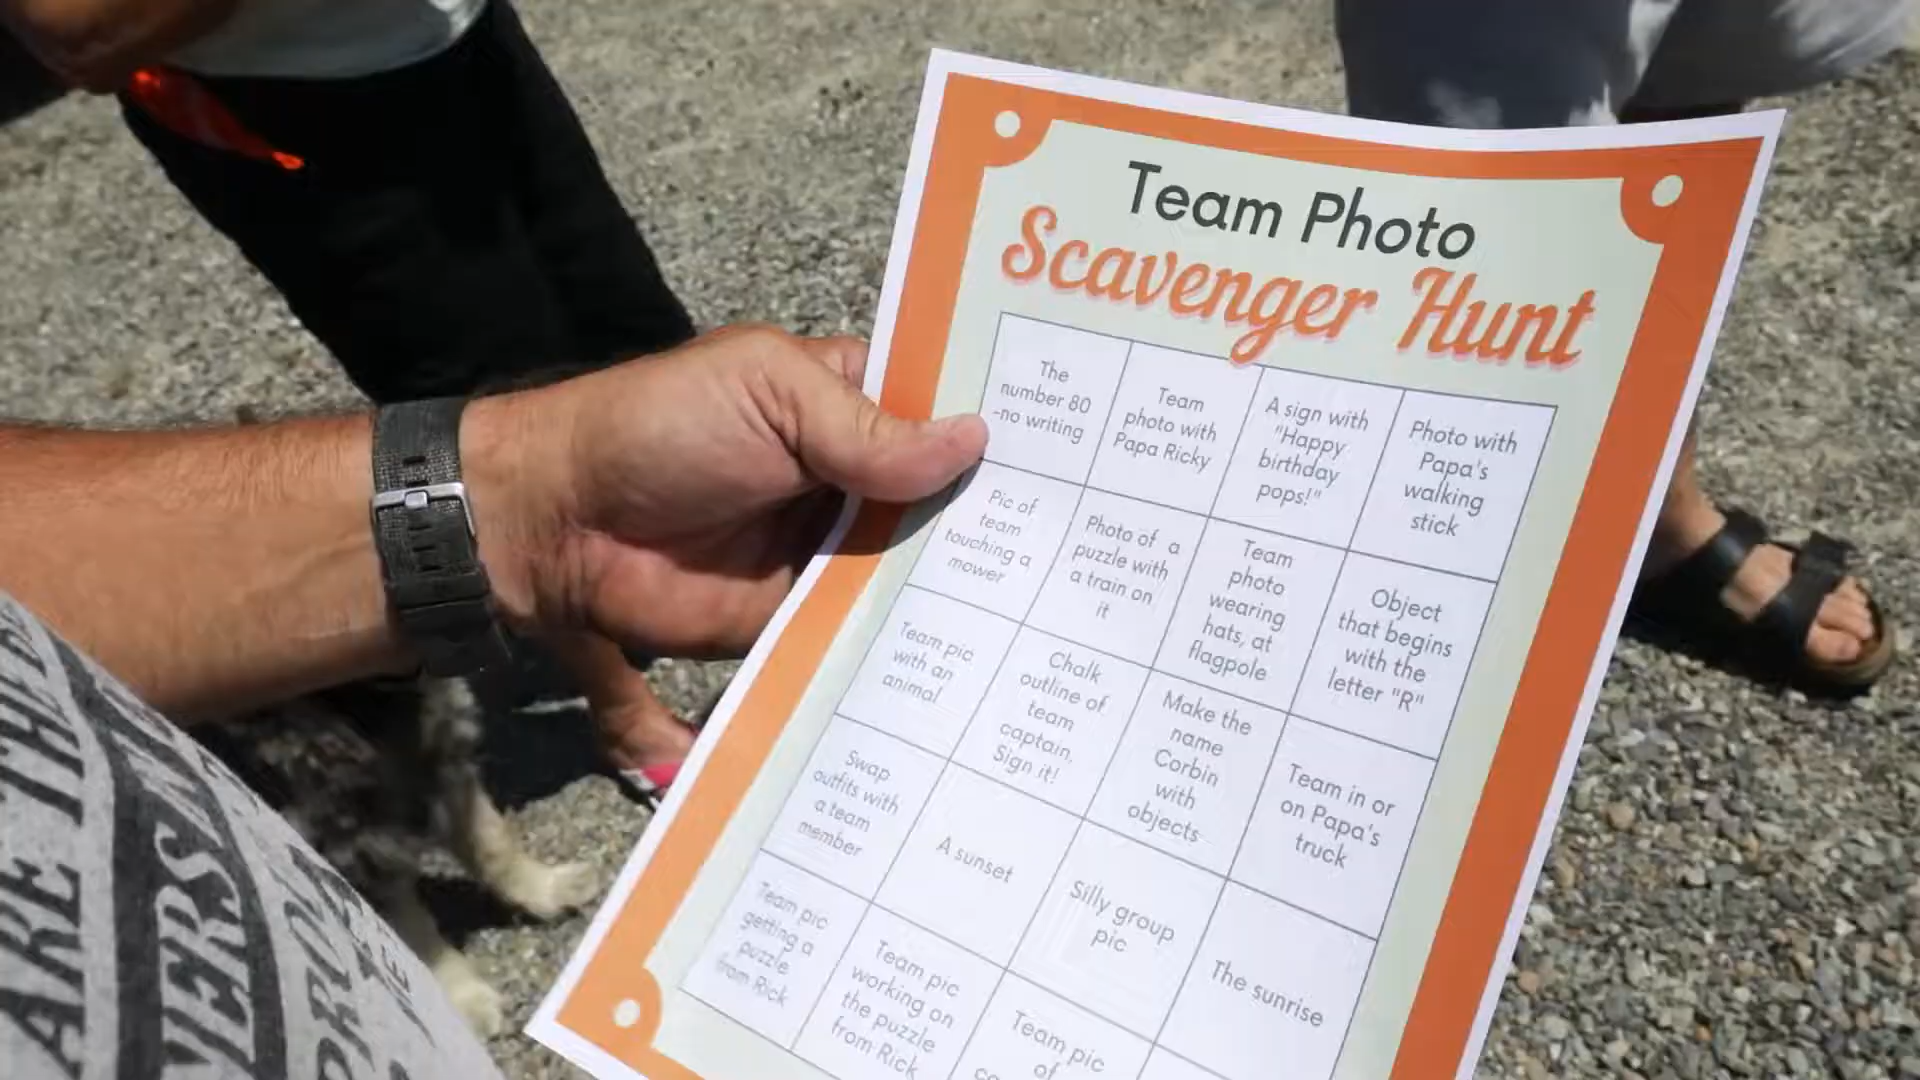 Team Photo
Scavenger Hunt
The
number 80
-no writing
Team
photo with
Papa Ricky
A sign with
"Happy
birthday
pops!"
Photo with
Papa's
walking
stick
Pic of
team
touching a
mower
Photo of a
puzzle with
a train on
it
Team
photo
wearing
hats, at
flagpole
Object
that begins
with the
letter "R"
Team pic
with an
animal
Chalk
outline of
team
captain.
Sign it!
Make the
name
Corbin
with
objects
Team in or
on Papa's
truck
Swap
outfits with
a team
member
A sunset
Silly group
pic
The sunrise
Team pic
getting a
puzzle
from Rick
Team pic
working on
the puzzle
from Rick
Team pic
of
ARE THE